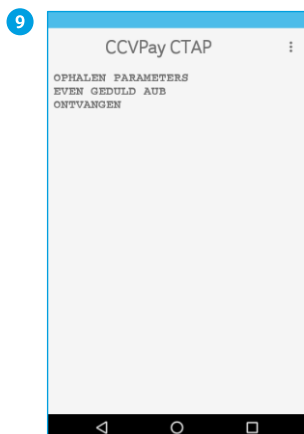 9
CCVPay CTAP
OPHALEN PARAMETERS
EVEN GEDULD AUB
ONTVANGEN